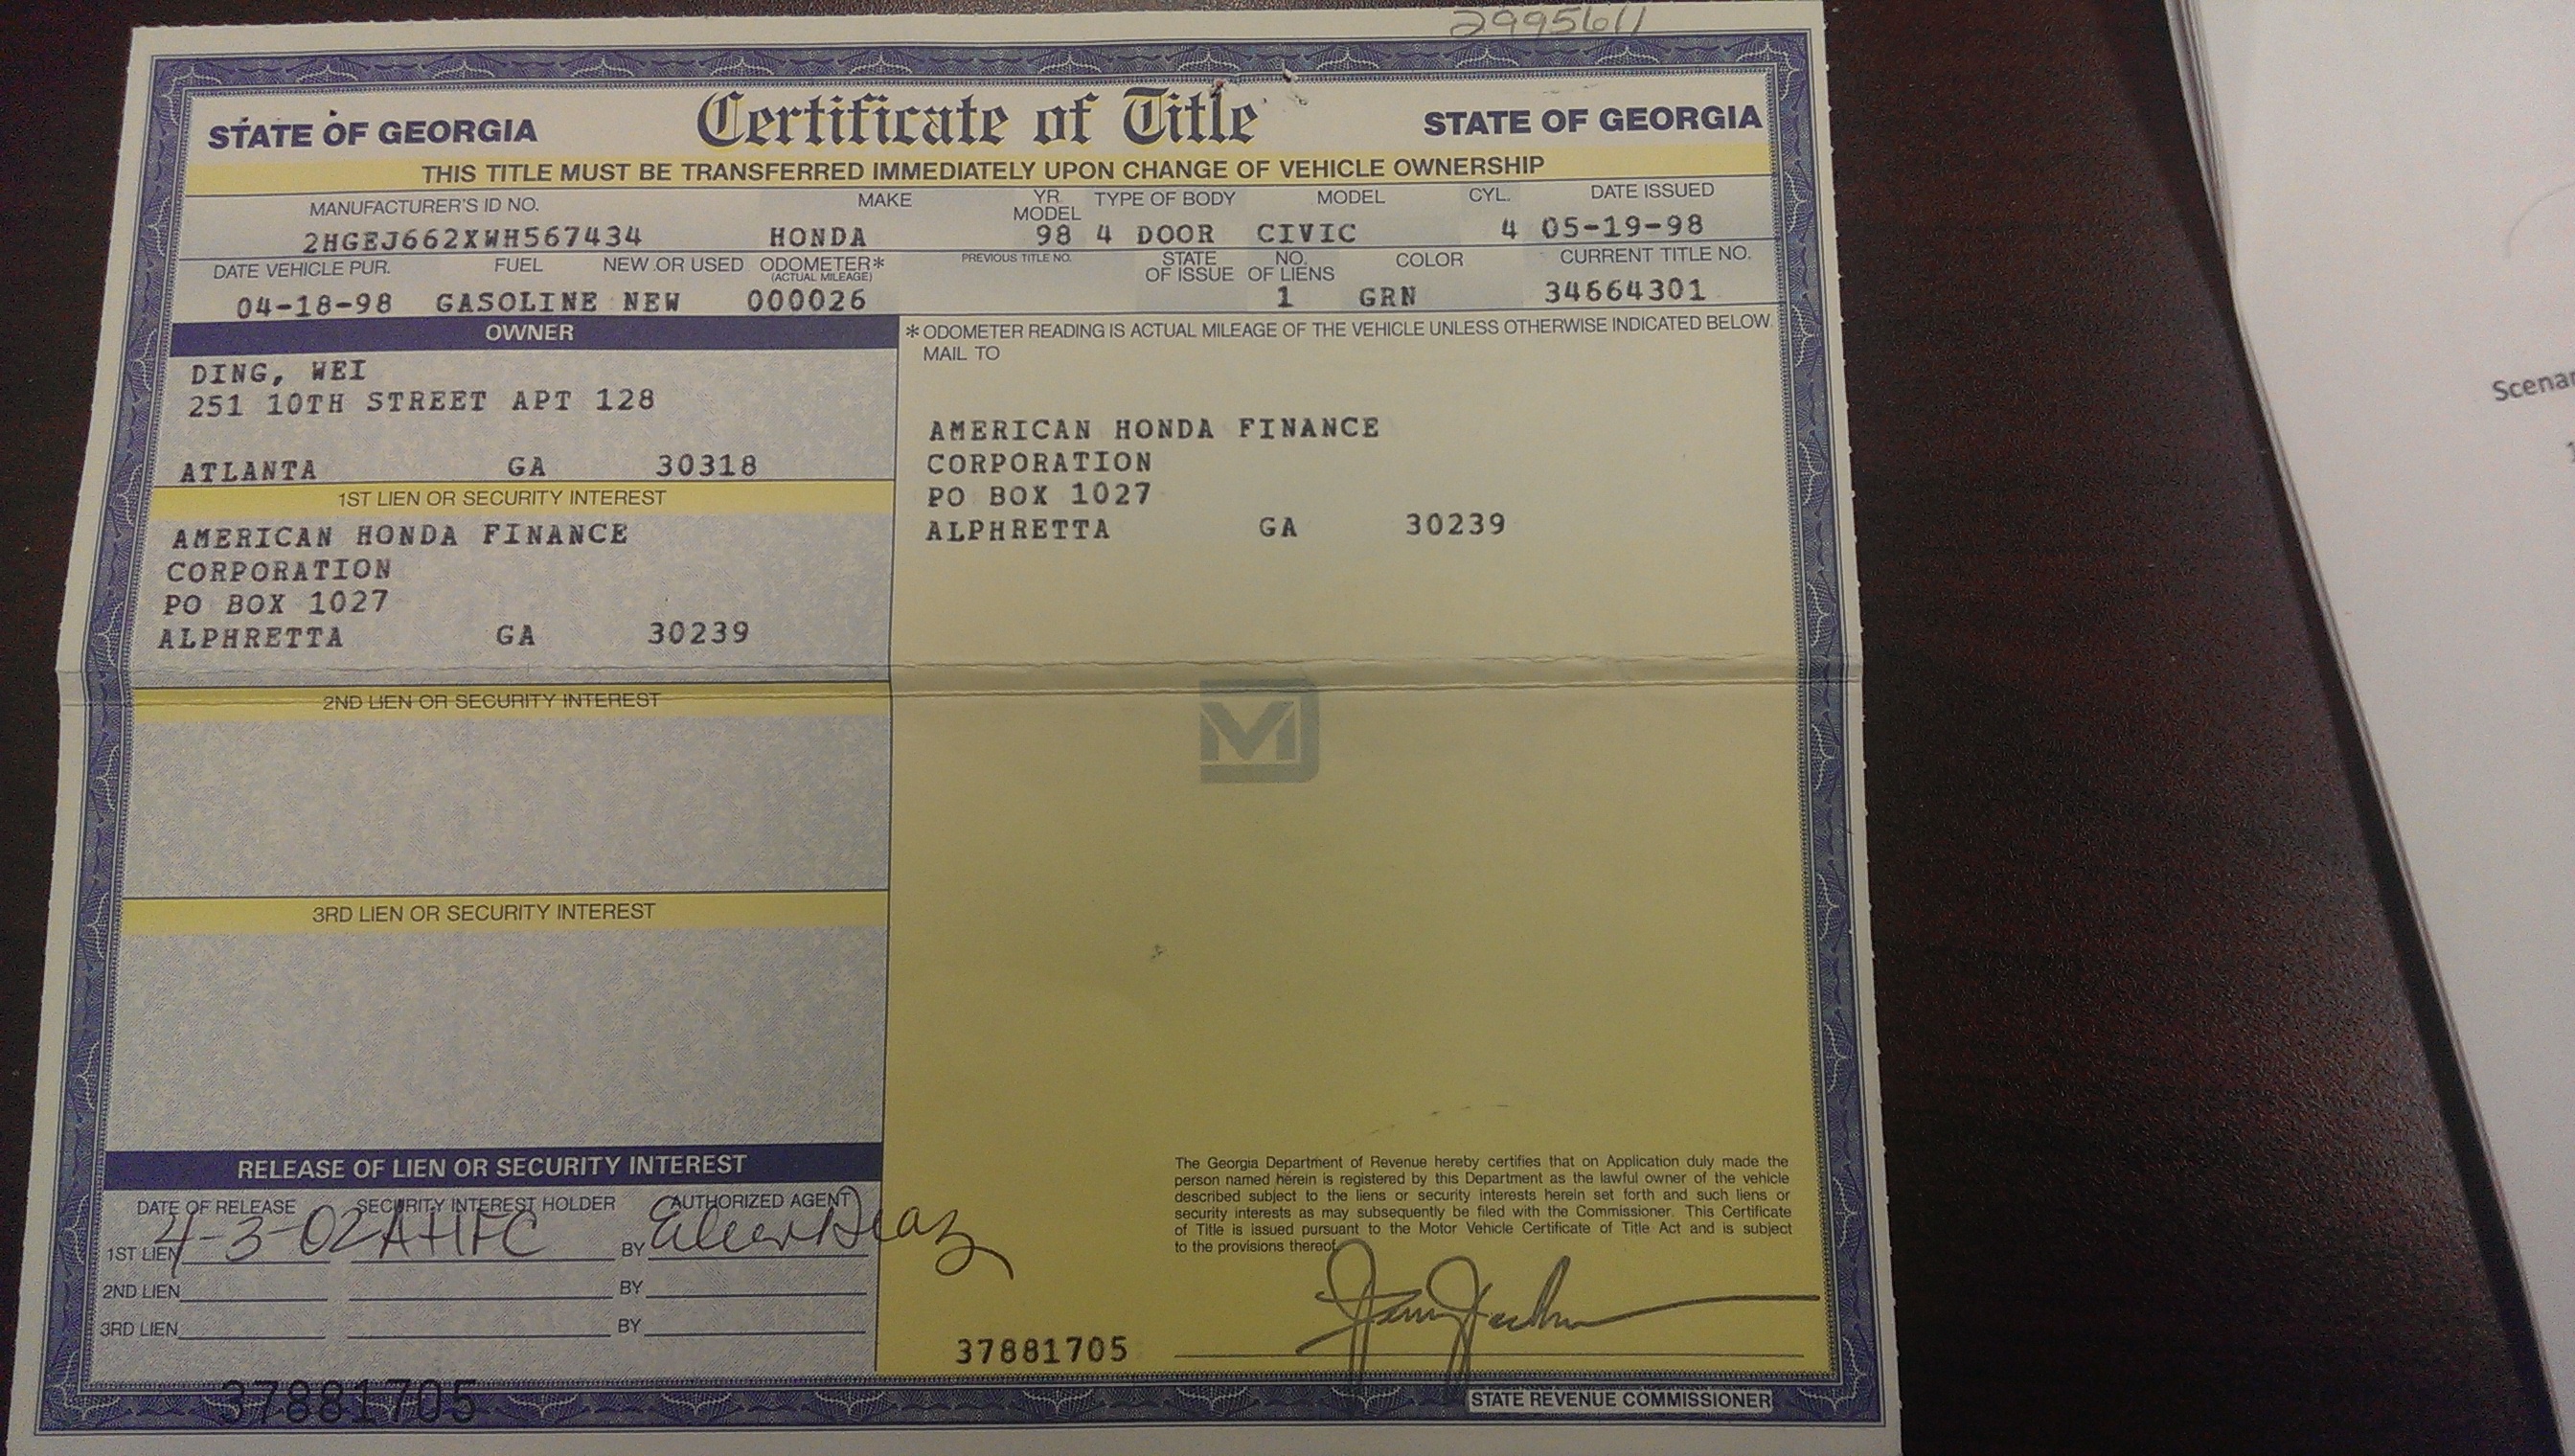 2995611
STATE OF GEORGIA Certificate of Title STATE OF GEORGIA
THIS TITLE MUST BE TRANSFERRED IMMEDIATELY UPON CHANGE OF VEHICLE OWNERSHIP
MANUFACTURER'S ID NO. MAKE YR. MODEL TYPE OF BODY MODEL CYL. DATE ISSUED
2HGEJ662XWH567434 HONDA 98 4 DOOR CIVIC 4 05-19-98
DATE VEHICLE PUR. FUEL NEW OR USED ODOMETER* (ACTUAL MILEAGE) PREVIOUS TITLE NO. STATE OF ISSUE NO. OF LIENS COLOR CURRENT TITLE NO.
04-18-98 GASOLINE NEW 000026 1 GRN 34664301
OWNER
DING, WEI
251 10TH STREET APT 128
ATLANTA GA 30318
1ST LIEN OR SECURITY INTEREST
AMERICAN HONDA FINANCE
CORPORATION
PO BOX 1027
ALPHRETTA GA 30239
2ND LIEN OR SECURITY INTEREST
3RD LIEN OR SECURITY INTEREST
RELEASE OF LIEN OR SECURITY INTEREST
DATE OF RELEASE SECURITY INTEREST HOLDER AUTHORIZED AGENT
1ST LIEN 4-3-02 AHFC BY Eileen Diaz
2ND LIEN BY
3RD LIEN BY
37881705
* ODOMETER READING IS ACTUAL MILEAGE OF THE VEHICLE UNLESS OTHERWISE INDICATED BELOW.
MAIL TO
AMERICAN HONDA FINANCE
CORPORATION
PO BOX 1027
ALPHRETTA GA 30239
The Georgia Department of Revenue hereby certifies that on Application duly made the
person named herein is registered by this Department as the lawful owner of the vehicle
described subject to the liens or security interests herein set forth and such liens or
security interests as may subsequently be filed with the Commissioner. This Certificate
of Title is issued pursuant to the Motor Vehicle Certificate of Title Act and is subject
to the provisions thereof.
37881705
STATE REVENUE COMMISSIONER
Scenar